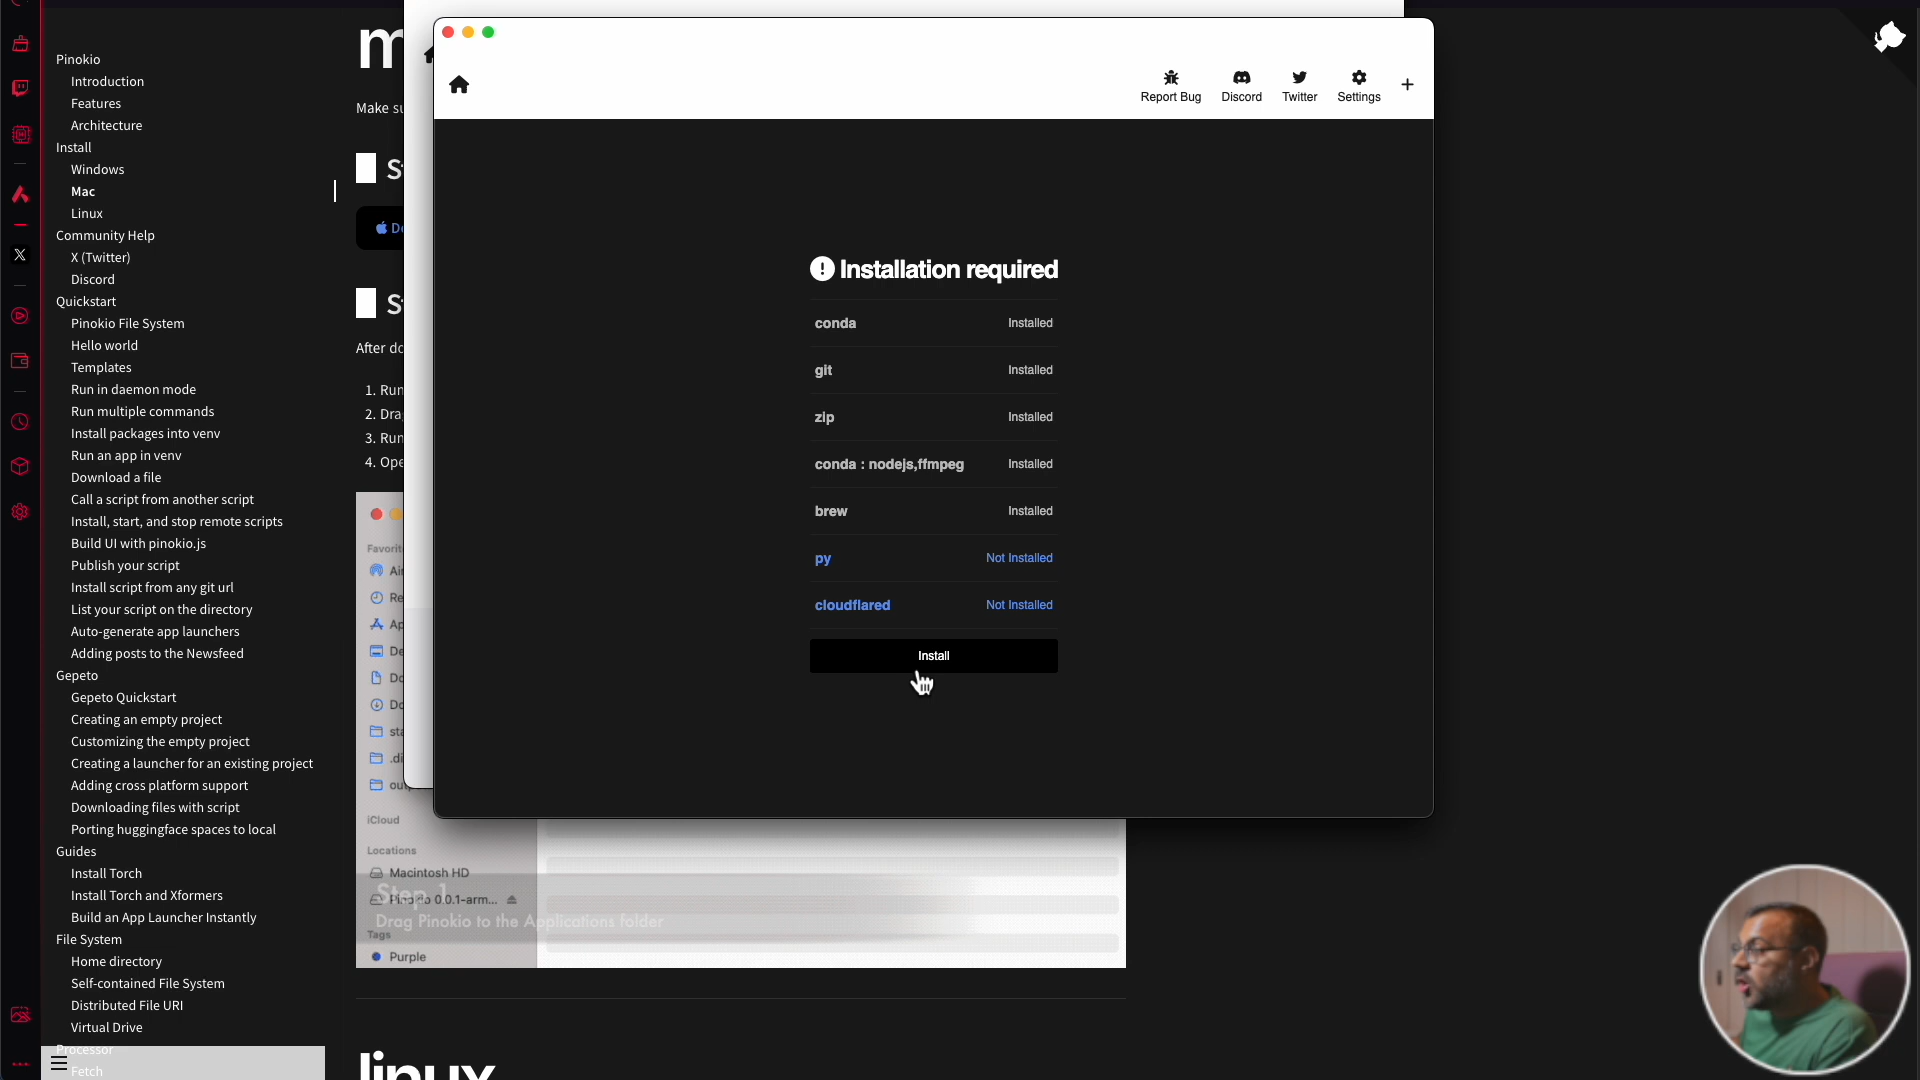 Pinokio
Introduction
Features
Architecture
Install
Windows
Mac
Linux
Community Help
X (Twitter)
Discord
Quickstart
Pinokio File System
Hello world
Templates
Run in daemon mode
Run multiple commands
Install packages into venv
Run an app in venv
Download a file
Call a script from another script
Install, start, and stop remote scripts
Build UI with pinokio.js
Publish your script
Install script from any git url
List your script on the directory
Auto-generate app launchers
Adding posts to the Newsfeed
Gepeto
Gepeto Quickstart
Creating an empty project
Customizing the empty project
Creating a launcher for an existing project
Adding cross platform support
Downloading files with script
Porting huggingface spaces to local
Guides
Install Torch
Install Torch and Xformers
Build an App Launcher Instantly
File System
Home directory
Self-contained File System
Distributed File URI
Virtual Drive
Processor
Fetch
Make su
After do
1. Run
2. Drag
3. Run
4. Ope
iCloud
Locations
Macintosh HD
Pinokio 0.0.1-arm...
Step 1
Drag Pinokio to the Applications folder
Tags
Purple
linux
Report Bug
Discord
Twitter
Settings
Installation required
conda Installed
git Installed
zip Installed
conda : nodejs,ffmpeg Installed
brew Installed
py Not Installed
cloudflared Not Installed
Install